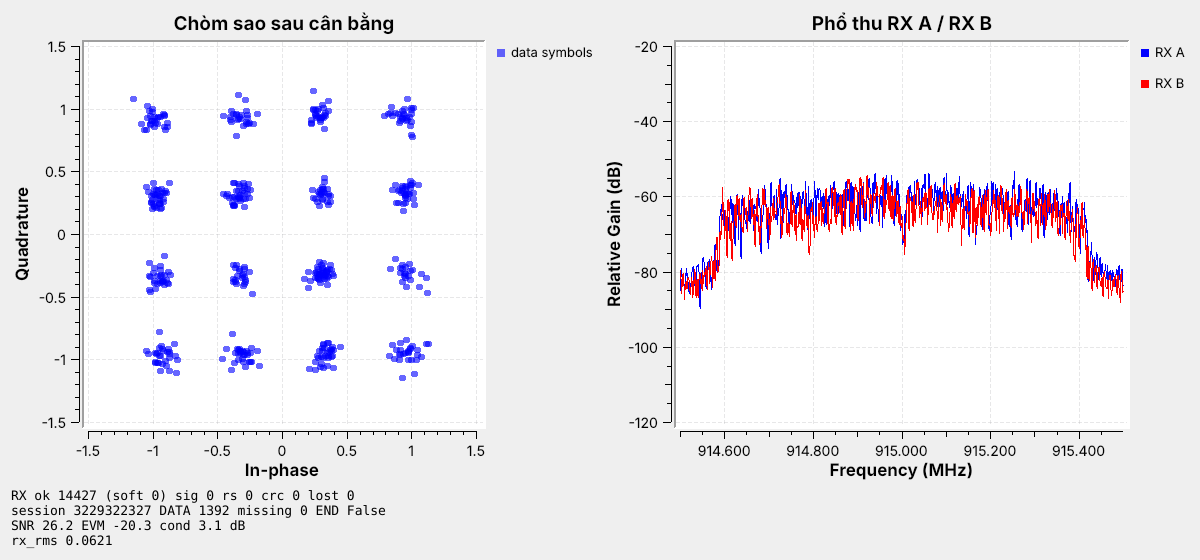 Chòm sao sau cân bằng
Phổ thu RX A / RX B
1.5
1
0.5
0
-0.5
-1
-1.5
Quadrature
-1.5
-1
-0.5
0
0.5
1
1.5
In-phase
data symbols
-20
-40
-60
-80
-100
-120
Relative Gain (dB)
914.600
914.800
915.000
915.200
915.400
Frequency (MHz)
RX A
RX B
RX ok 14427 (soft 0) sig 0 rs 0 crc 0 lost 0
session 3229322327 DATA 1392 missing 0 END False
SNR 26.2 EVM -20.3 cond 3.1 dB
rx_rms 0.0621